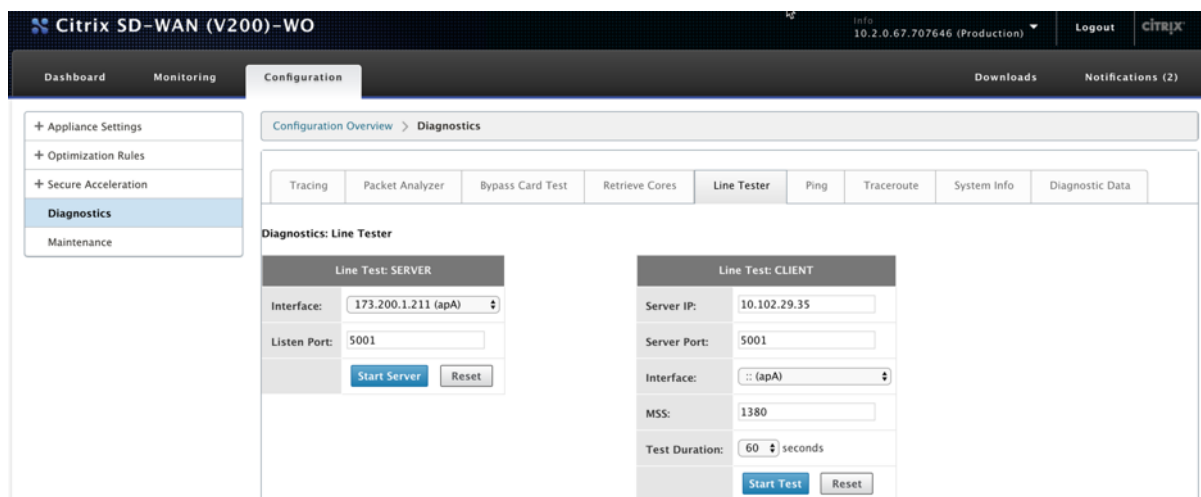 Citrix SD-WAN (V200)-WO
Info
10.2.0.67.707646 (Production)
Logout
CİTRIX
Dashboard Monitoring Configuration Downloads Notifications (2)
+ Appliance Settings
+ Optimization Rules
+ Secure Acceleration
Diagnostics
Maintenance
Configuration Overview > Diagnostics
Tracing Packet Analyzer Bypass Card Test Retrieve Cores Line Tester Ping Traceroute System Info Diagnostic Data
Diagnostics: Line Tester
Line Test: SERVER
Interface: 173.200.1.211 (apA)
Listen Port: 5001
Start Server Reset
Line Test: CLIENT
Server IP: 10.102.29.35
Server Port: 5001
Interface: :: (apA)
MSS: 1380
Test Duration: 60 seconds
Start Test Reset